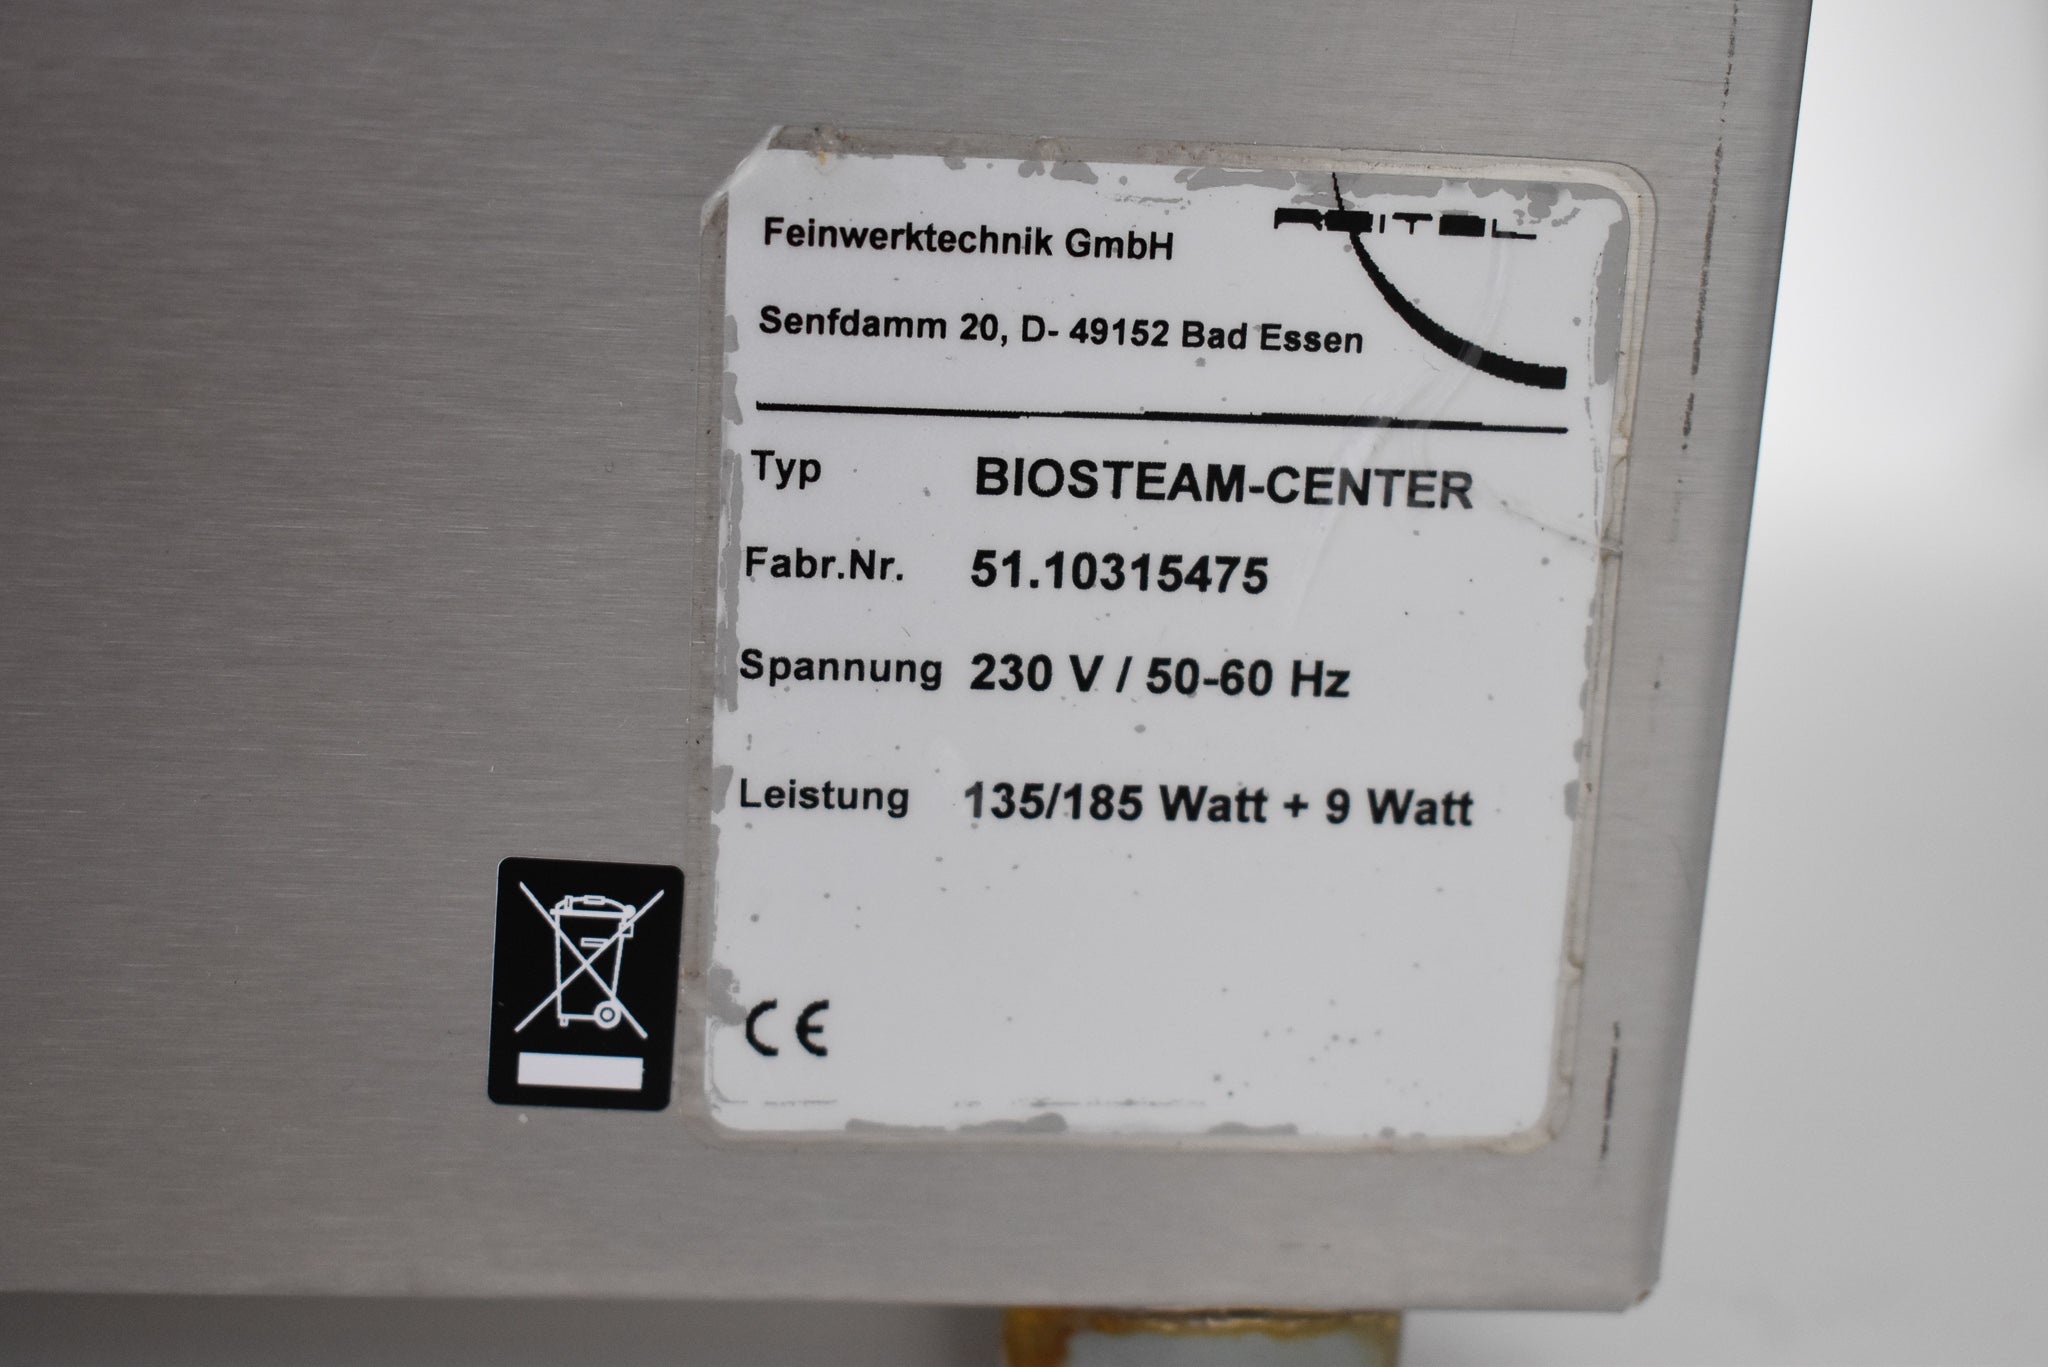 Feinwerktechnik GmbH
REITEL
Senfdamm 20, D- 49152 Bad Essen
Typ BIOSTEAM-CENTER
Fabr.Nr. 51.10315475
Spannung 230 V / 50-60 Hz
Leistung 135/185 Watt + 9 Watt
CE